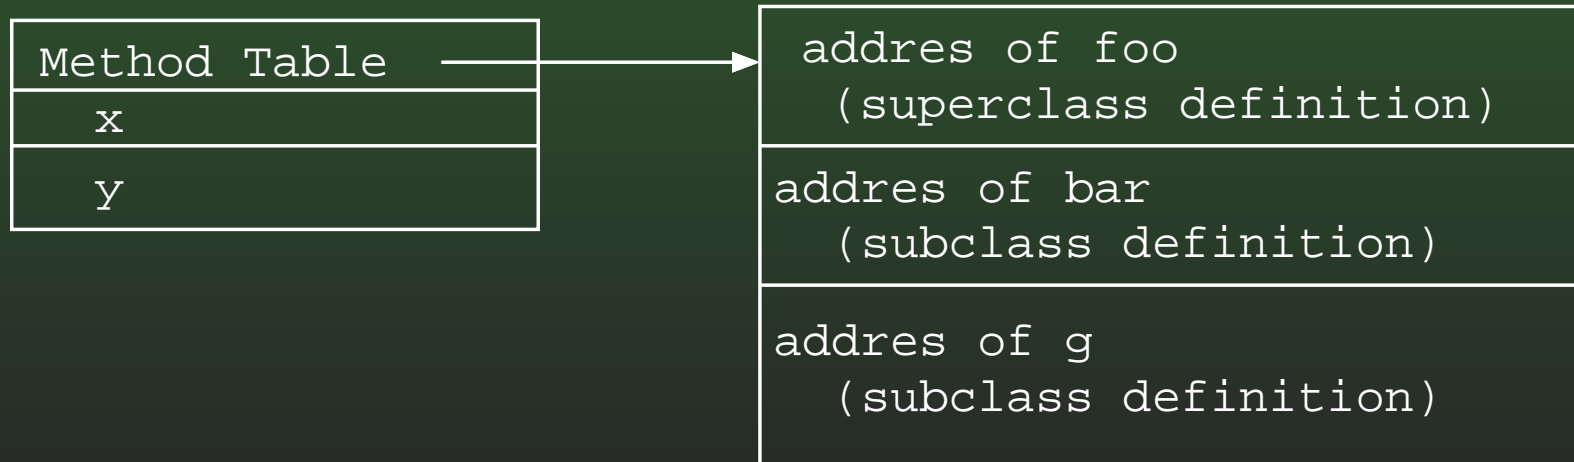 Method Table
x
y
addres of foo
(superclass definition)
addres of bar
(subclass definition)
addres of g
(subclass definition)